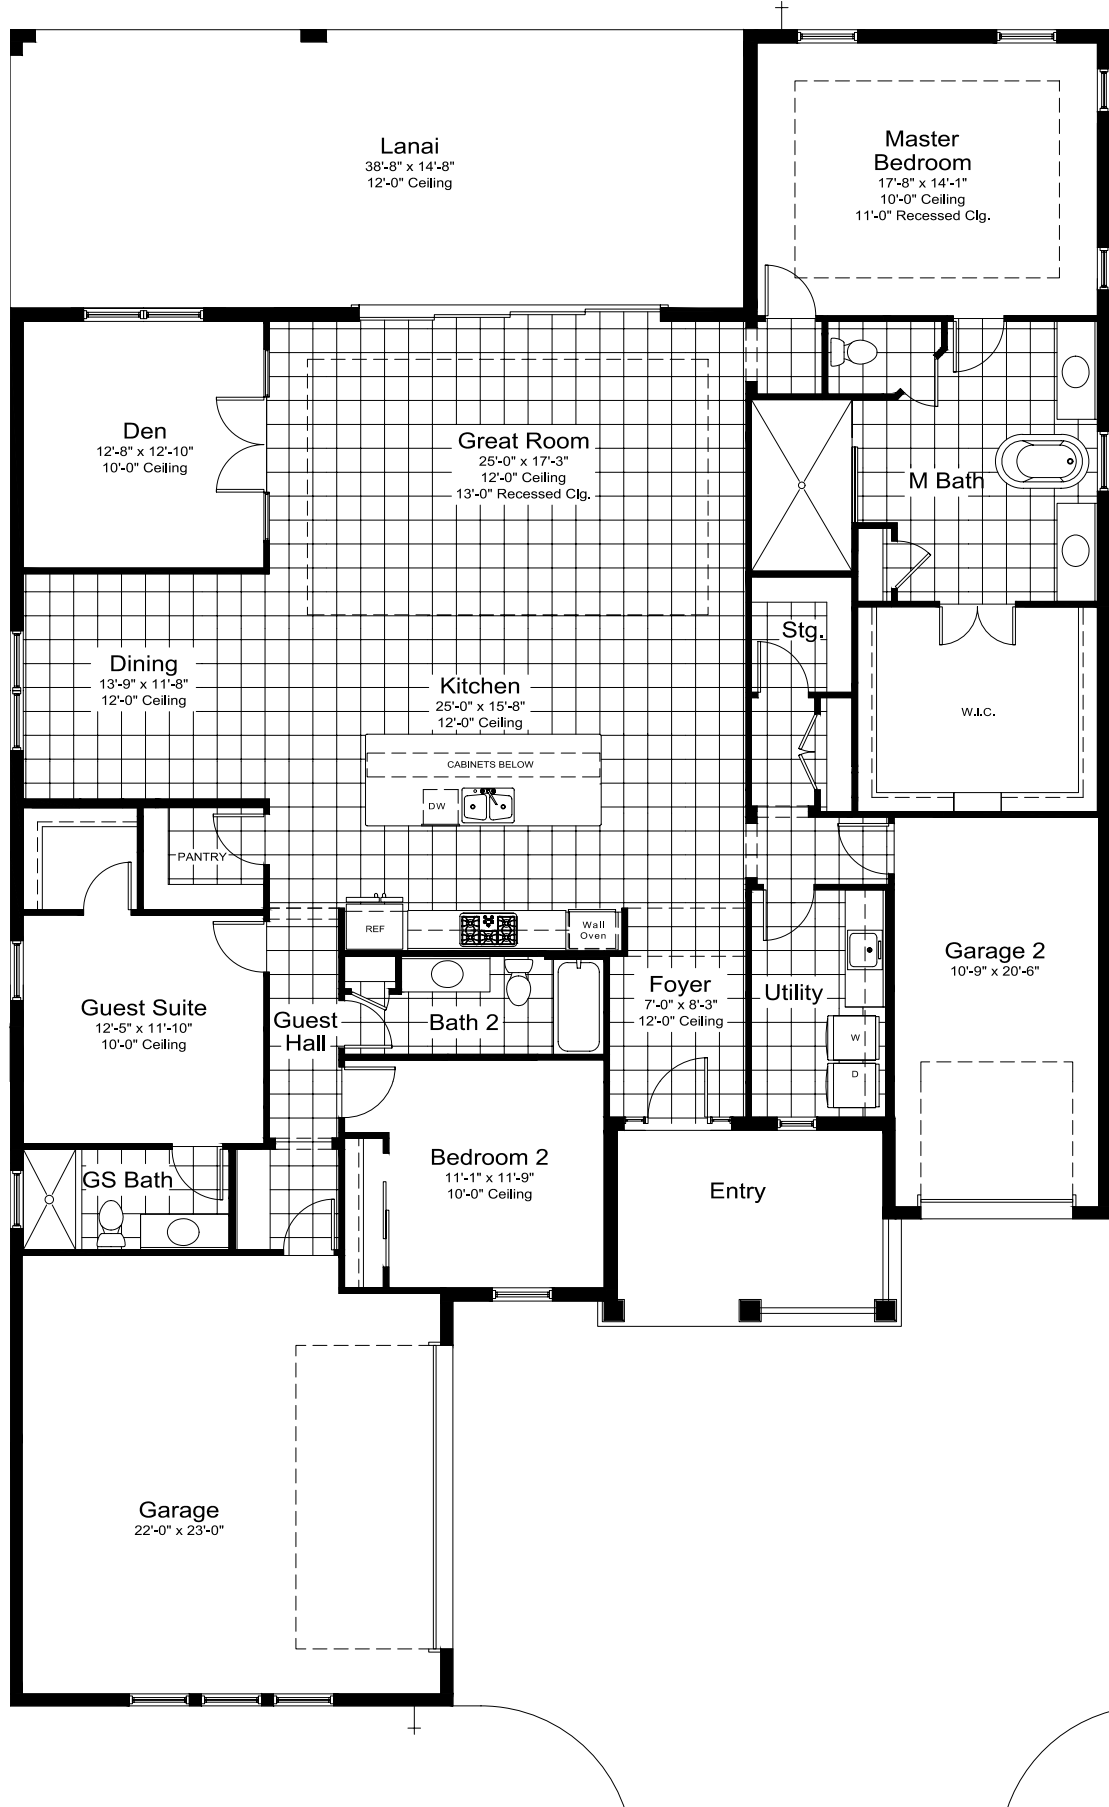 Lanai
38'-8" x 14'-8"
12'-0" Ceiling
Master
Bedroom
17'-8" x 14'-1"
10'-0" Ceiling
11'-0" Recessed Clg.
Den
12'-8" x 12'-10"
10'-0" Ceiling
Great Room
25'-0" x 17'-3"
12'-0" Ceiling
13'-0" Recessed Clg.
M Bath
Stg.
Dining
13'-9" x 11'-8"
12'-0" Ceiling
Kitchen
25'-0" x 15'-8"
12'-0" Ceiling
W.I.C.
CABINETS BELOW
DW
PANTRY
REF
Wall
Oven
Garage 2
10'-9" x 20'-6"
Guest Suite
12'-5" x 11'-10"
10'-0" Ceiling
Guest
Hall
Bath 2
Foyer
7'-0" x 8'-3"
12'-0" Ceiling
Utility
W
D
GS Bath
Bedroom 2
11'-1" x 11'-9"
10'-0" Ceiling
Entry
Garage
22'-0" x 23'-0"